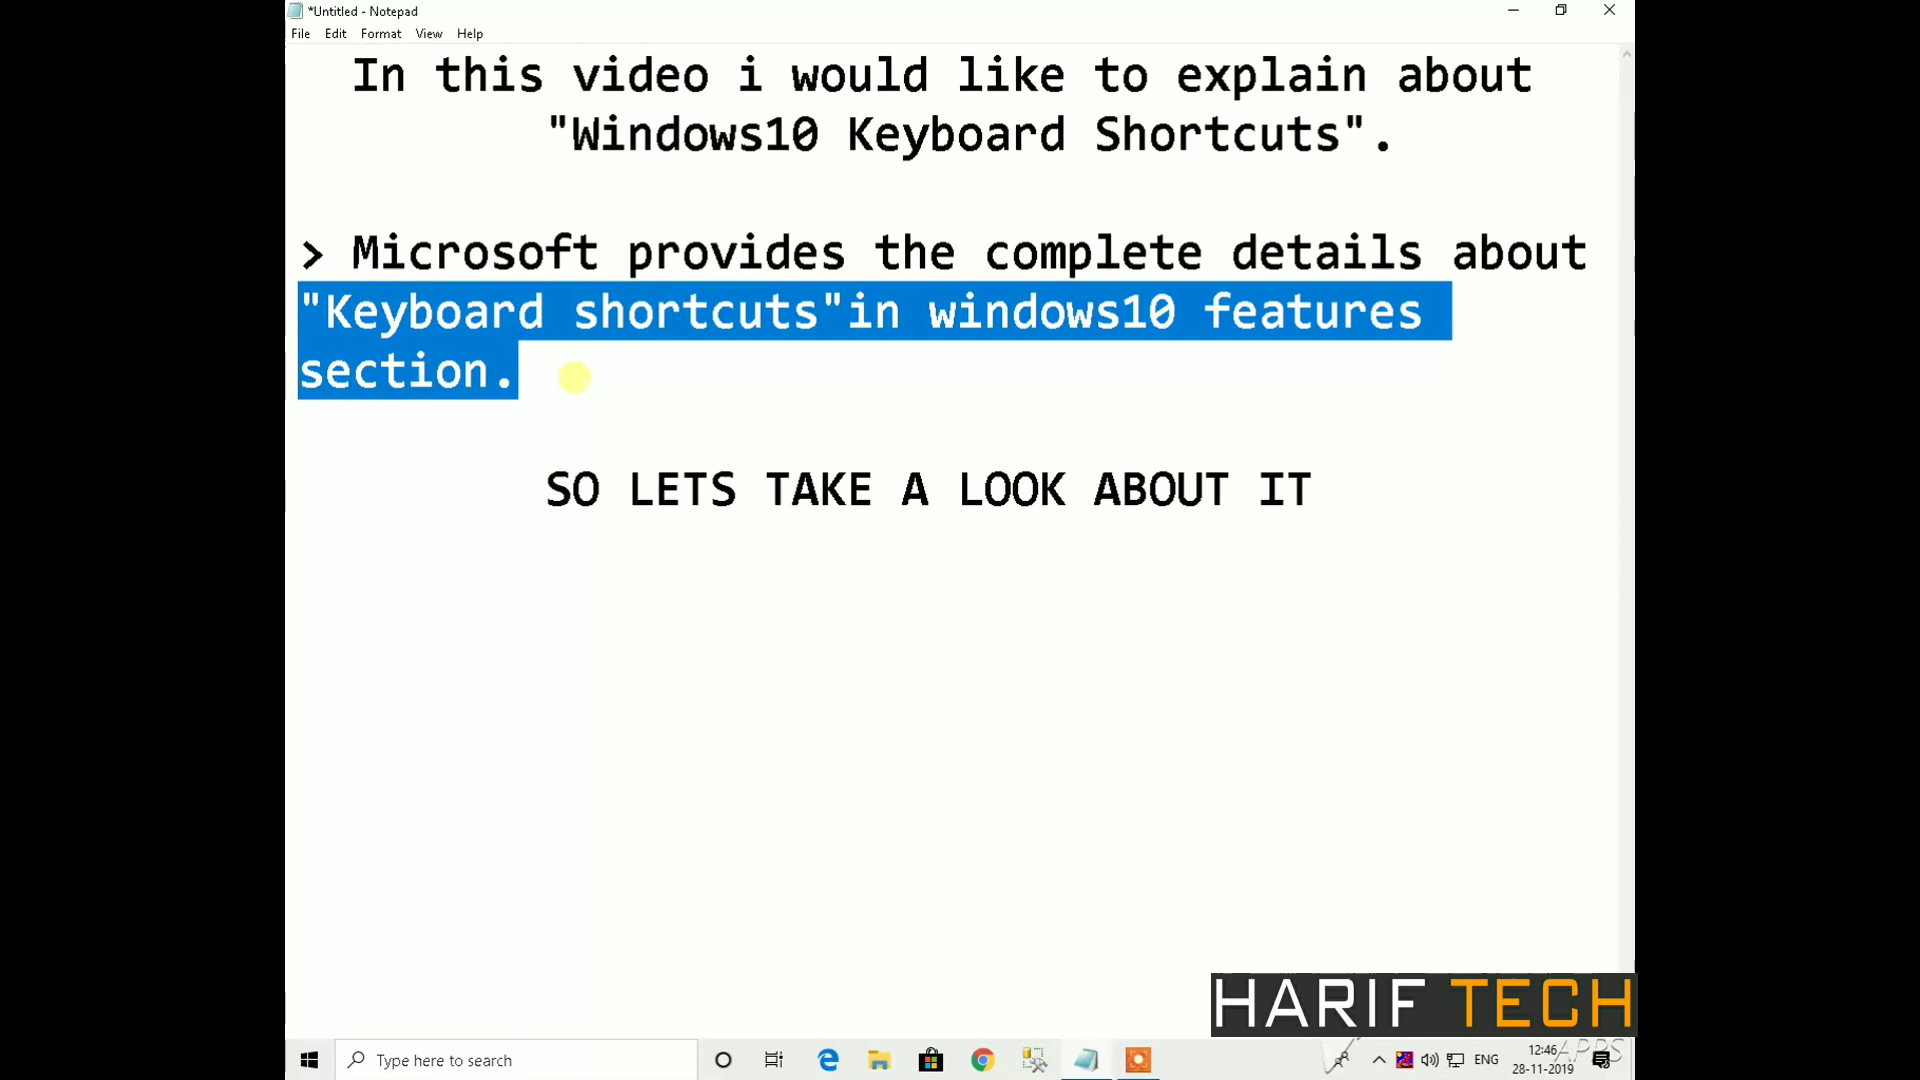 *Untitled - Notepad
File Edit Format View Help
In this video i would like to explain about
"Windows10 Keyboard Shortcuts".
> Microsoft provides the complete details about
"Keyboard shortcuts"in windows10 features
section.
SO LETS TAKE A LOOK ABOUT IT
HARIF TECH
APPS
Type here to search
ENG
12:46
28-11-2019